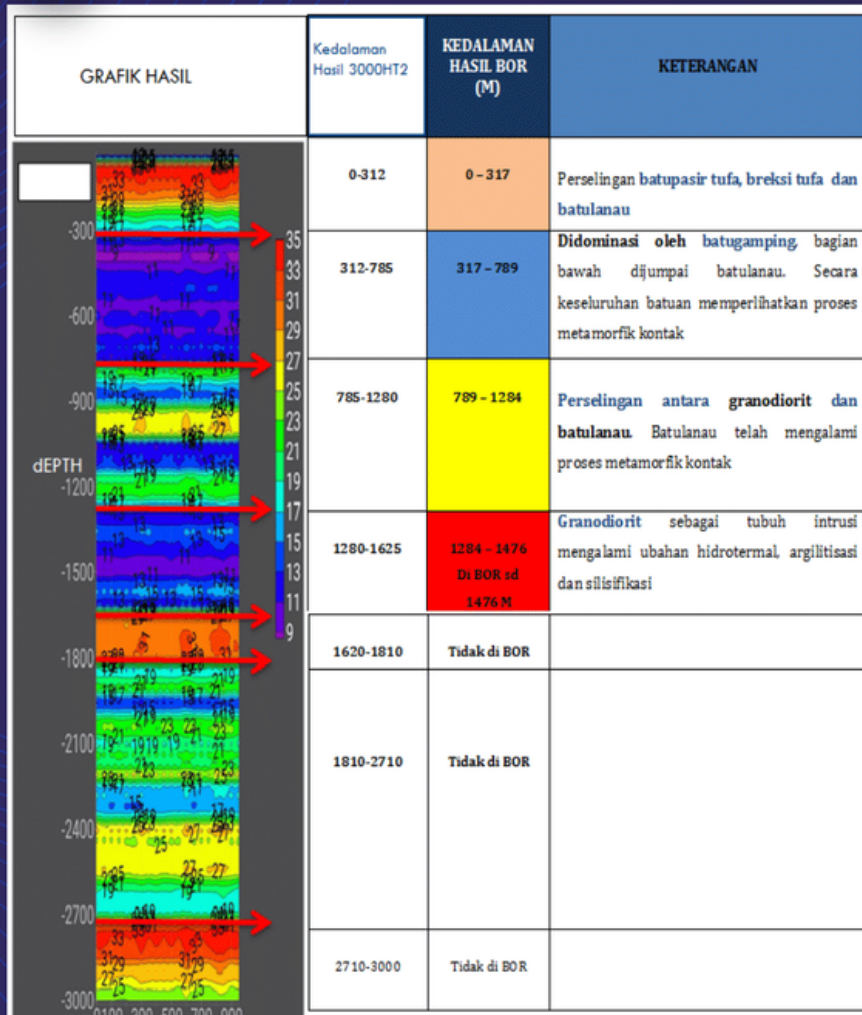 GRAFIK HASIL
Kedalaman
Hasil 3000HT2
KEDALAMAN
HASIL BOR
(M)
KETERANGAN
0-312
0 – 317
Perselingan batupasir tufa, breksi tufa dan
batulanau
312-785
317 – 789
Didominasi oleh batugamping, bagian
bawah dijumpai batulanau. Secara
keseluruhan batuan memperlihatkan proses
metamorfik kontak
785-1280
789 – 1284
Perselingan antara granodiorit dan
batulanau. Batulanau telah mengalami
proses metamorfik kontak
1280-1625
1284 – 1476
Di BOR sd
1476 M
Granodiorit sebagai tubuh intrusi
mengalami ubahan hidrotermal, argilitisasi
dan silisifikasi
1620-1810
Tidak di BOR
1810-2710
Tidak di BOR
2710-3000
Tidak di BOR
dEPTH
-300
-600
-900
-1200
-1500
-1800
-2100
-2400
-2700
-3000
35
33
31
29
27
25
23
21
19
17
15
13
11
9